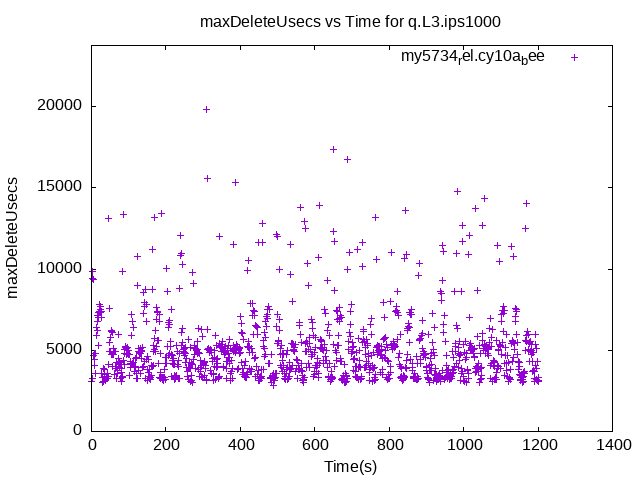 maxDeleteUsecs vs Time for q.L3.ips1000
my5734rel.cy10abee
20000
15000
10000
5000
0
maxDeleteUsecs
0 200 400 600 800 1000 1200 1400
Time(s)